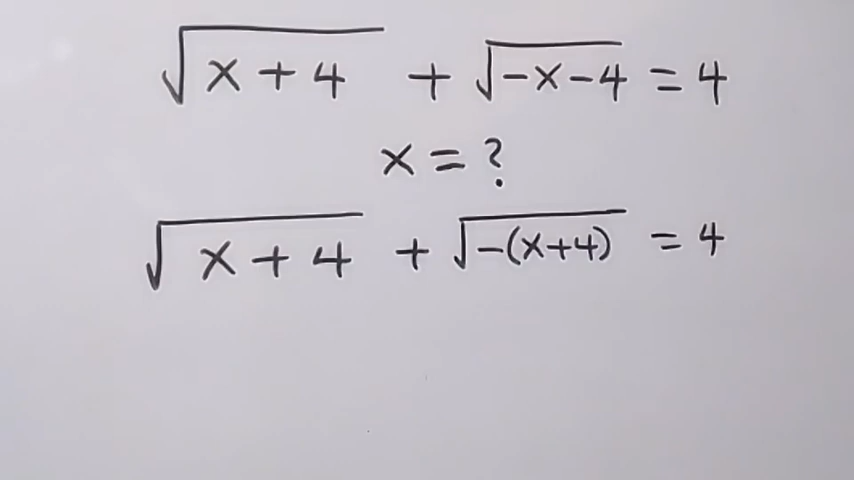 √(x + 4) + √(-x - 4) = 4
x = ?
√(x + 4) + √(-(x+4)) = 4